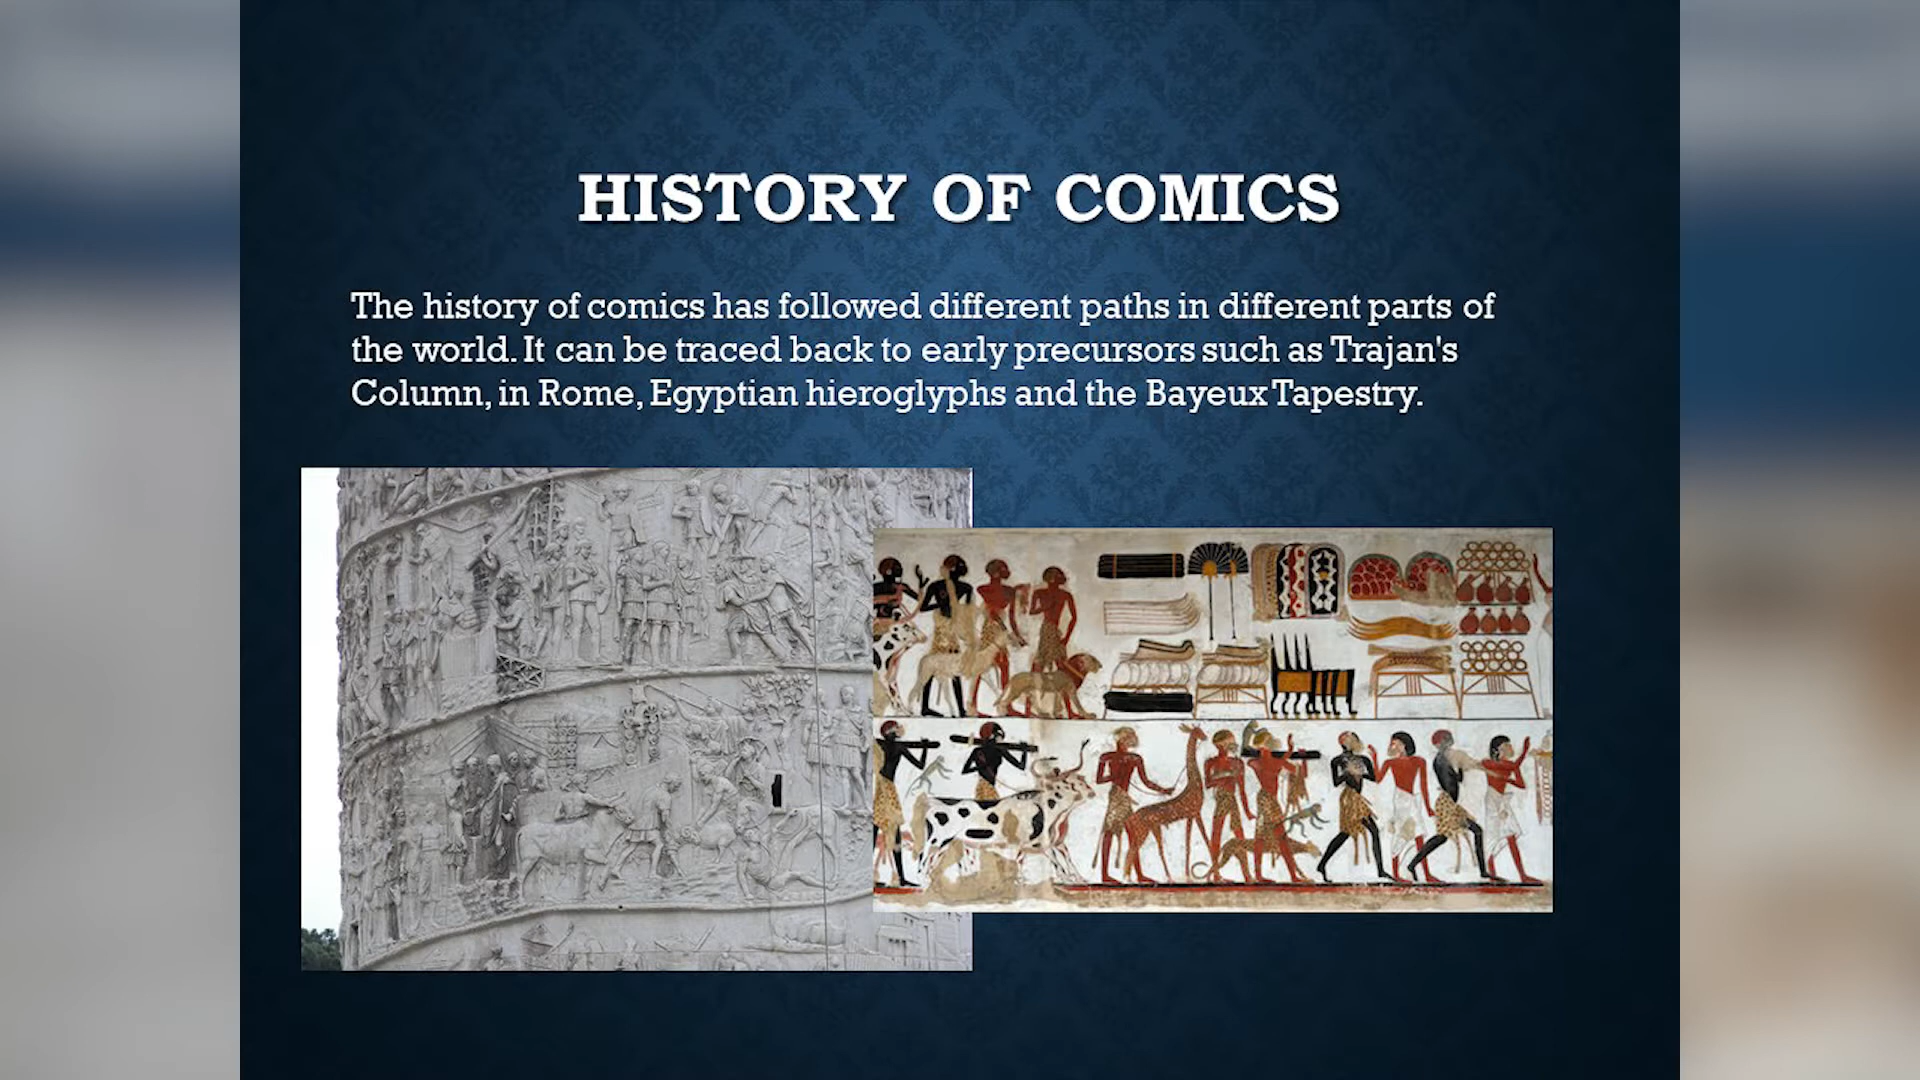 HISTORY OF COMICS
The history of comics has followed different paths in different parts of
the world. It can be traced back to early precursors such as Trajan's
Column, in Rome, Egyptian hieroglyphs and the Bayeux Tapestry.